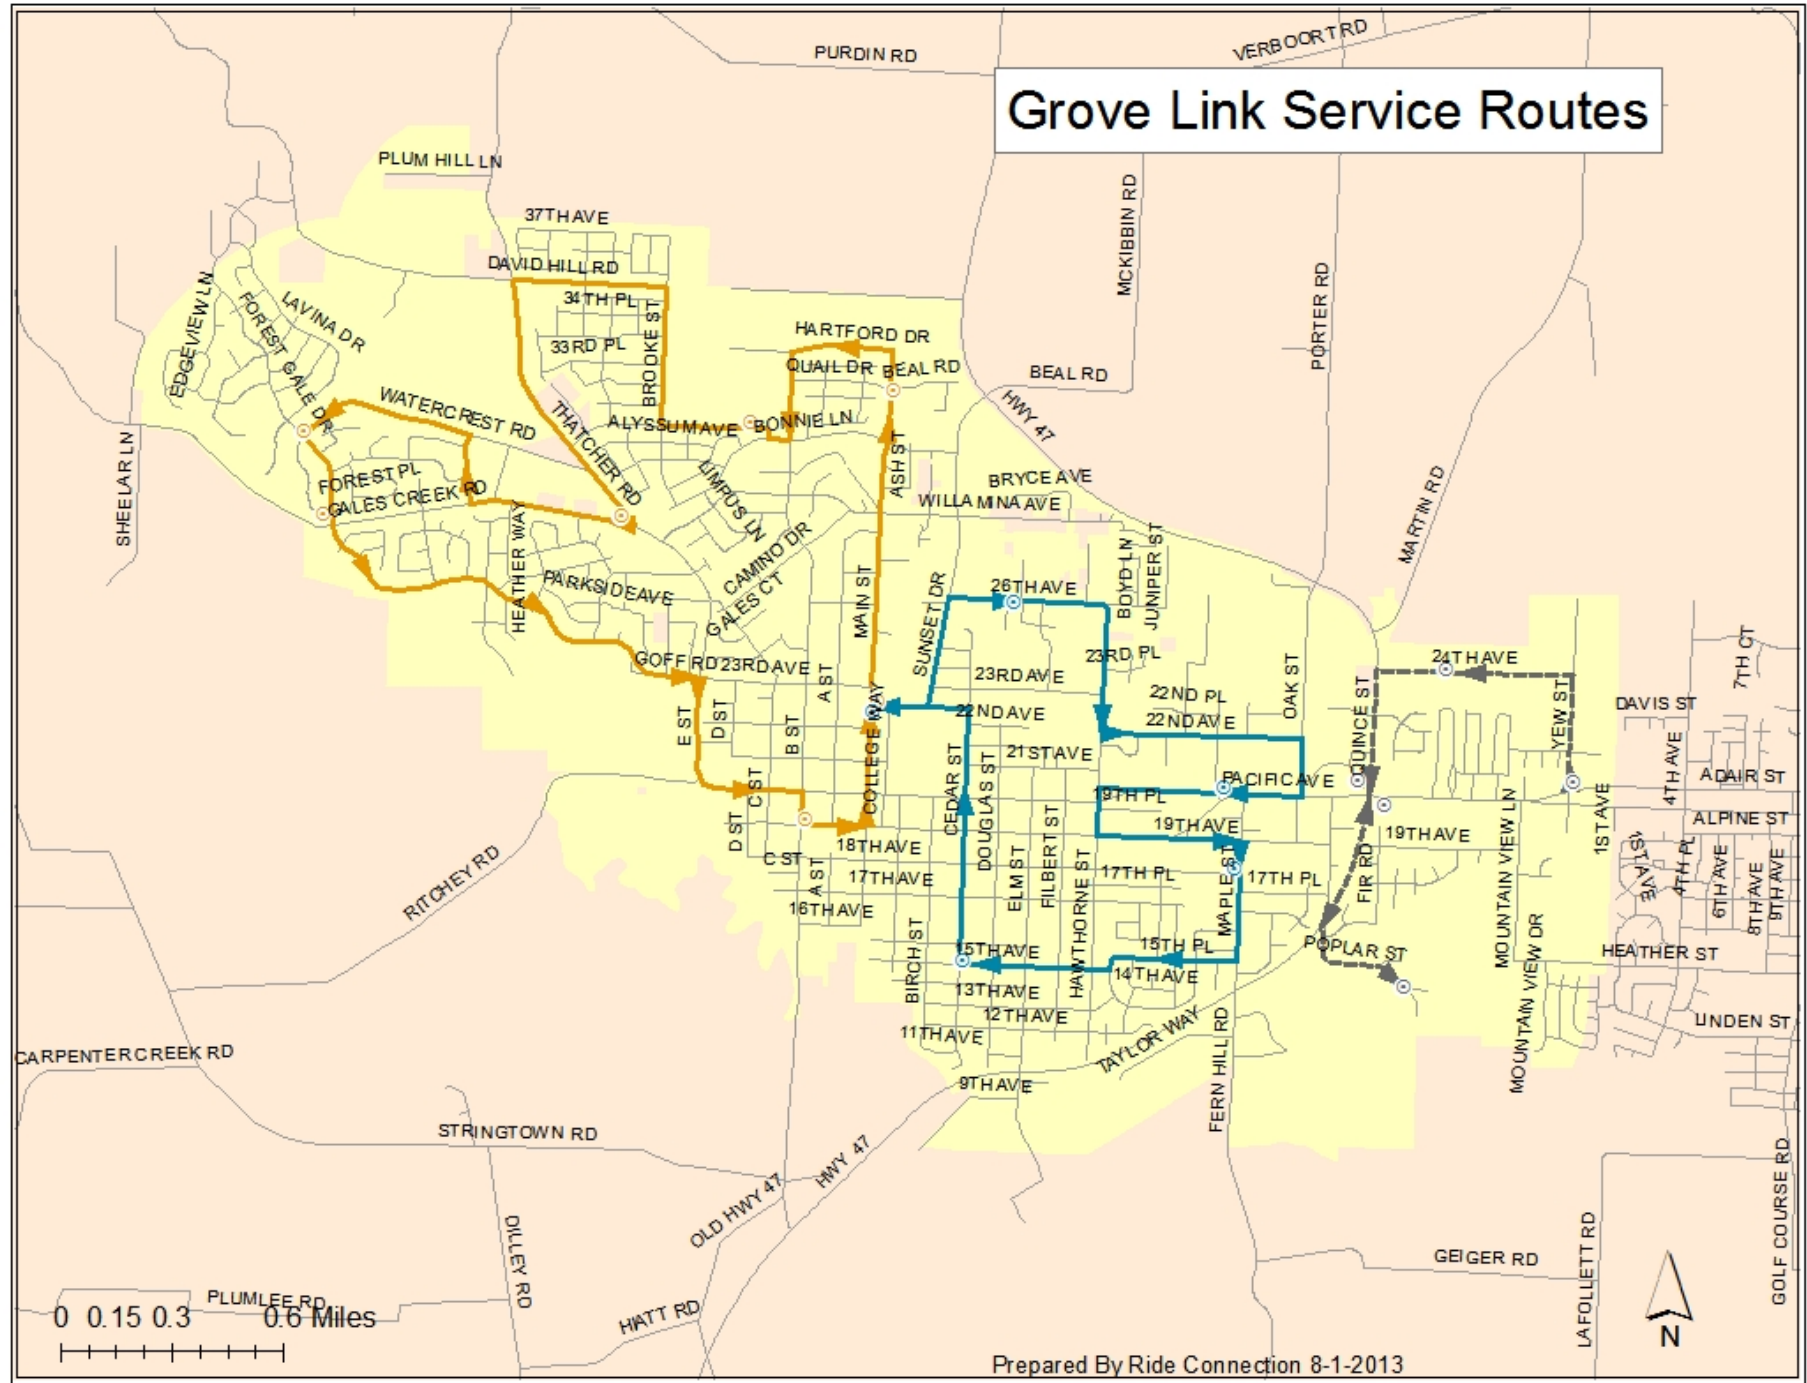 PURDIN RD
VERBOORT RD
Grove Link Service Routes
PLUM HILL LN
MCKIBBIN RD
37TH AVE
DAVID HILL RD
PORTER RD
EDGEVIEW LN
FOREST GALE DR
LAVINA DR
34TH PL
BROOKE ST
33RD PL
HARTFORD DR
QUAIL DR
BEAL RD
BEAL RD
WATERCREST RD
THATCHER RD
ALYSSUM AVE
BONNIE LN
HWY 47
SHEELAR LN
FOREST PL
GALES CREEK RD
LIMPUS LN
ASH ST
BRYCE AVE
WILLAMINA AVE
MARTIN RD
HEATHER WAY
CAMINO DR
GALES CT
PARKSIDE AVE
MAIN ST
SUNSET DR
26TH AVE
BOYD LN
JUNIPER ST
GOFF RD
23RD AVE
A ST
23RD AVE
23RD PL
22ND PL
OAK ST
24TH AVE
7TH CT
E ST
D ST
B ST
COLLEGE WAY
22ND AVE
22ND AVE
QUINCE ST
YEW ST
DAVIS ST
21ST AVE
CEDAR ST
DOUGLAS ST
C ST
PACIFIC AVE
19TH PL
4TH AVE
ADAIR ST
D ST
C ST
A ST
18TH AVE
17TH AVE
16TH AVE
19TH AVE
19TH AVE
ALPINE ST
ELM ST
FILBERT ST
HAWTHORNE ST
17TH PL
MAPLE ST
17TH PL
FIR RD
MOUNTAIN VIEW LN
1ST AVE
1ST AVE
4TH PL
6TH AVE
8TH AVE
9TH AVE
RITCHEY RD
BIRCH ST
15TH AVE
15TH PL
14TH AVE
POPLAR ST
MOUNTAIN VIEW DR
HEATHER ST
13TH AVE
12TH AVE
11TH AVE
TAYLOR WAY
LINDEN ST
CARPENTER CREEK RD
9TH AVE
FERN HILL RD
STRINGTOWN RD
HWY 47
OLD HWY 47
DILLEY RD
GEIGER RD
LAFOLLETT RD
GOLF COURSE RD
PLUMLEE RD
0 0.15 0.3 0.6 Miles
HIATT RD
N
Prepared By Ride Connection 8-1-2013